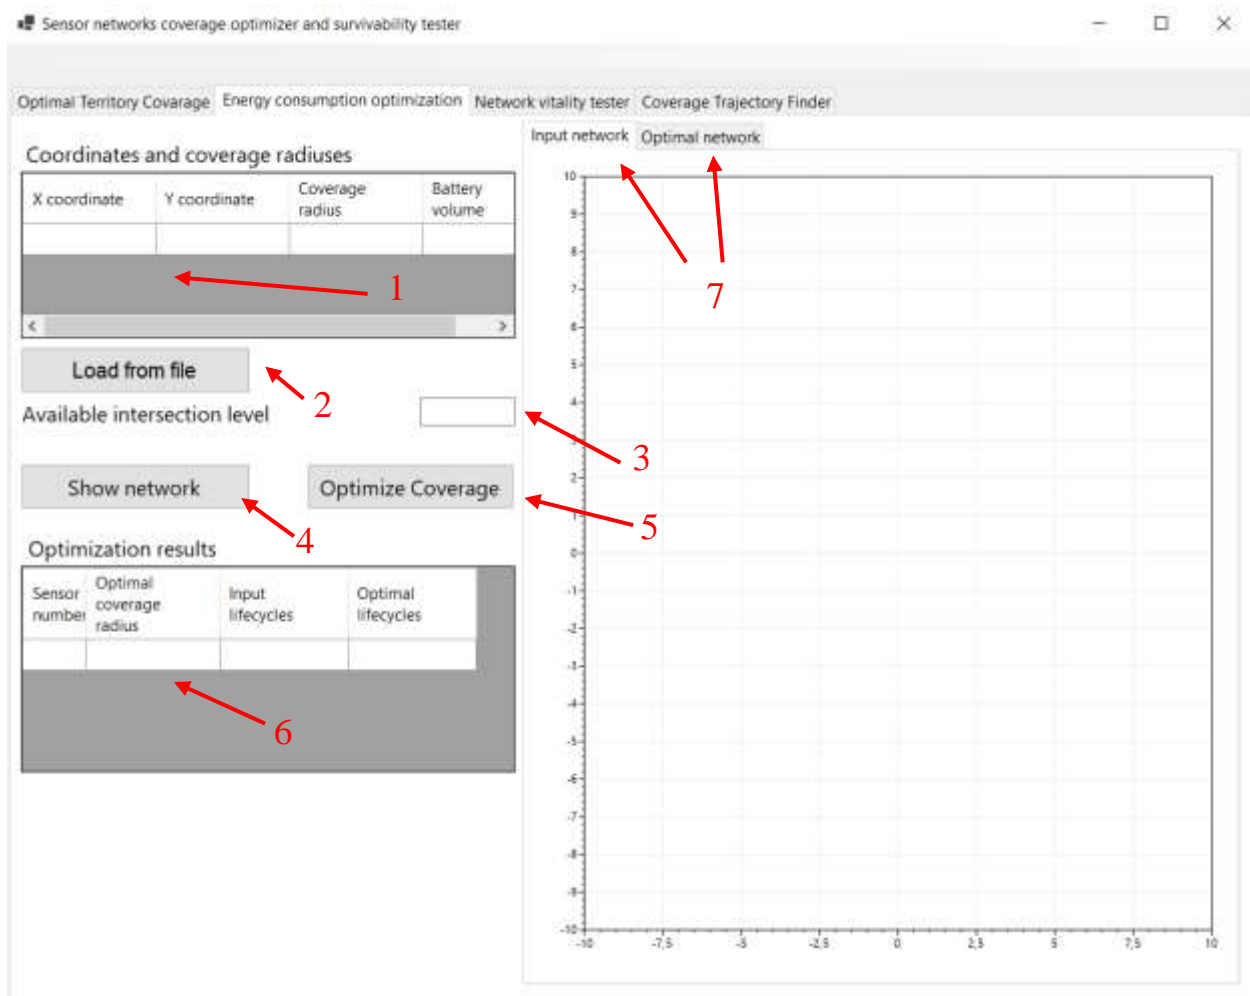 Sensor networks coverage optimizer and survivability tester
Optimal Territory Covarage Energy consumption optimization Network vitality tester Coverage Trajectory Finder
Input network Optimal network
Coordinates and coverage radiuses
X coordinate Y coordinate Coverage radius Battery volume
1
Load from file
2
Available intersection level
3
Show network Optimize Coverage
4
5
Optimization results
Sensor number Optimal coverage radius Input lifecycles Optimal lifecycles
6
7
10
9
8
7
6
5
4
3
2
1
0
-1
-2
-3
-4
-5
-6
-7
-8
-9
-10
-10 -7,5 -5 -2,5 0 2,5 5 7,5 10